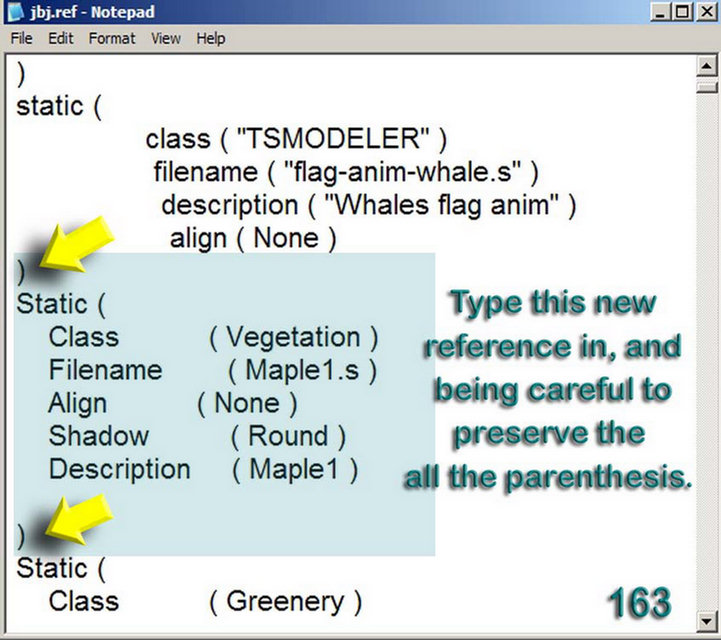 jbj.ref - Notepad
File Edit Format View Help
)
static (
class ( "TSMODELER" )
filename ( "flag-anim-whale.s" )
description ( "Whales flag anim" )
align ( None )
)
Static (
Class ( Vegetation )
Filename ( Maple1.s )
Align ( None )
Shadow ( Round )
Description ( Maple1 )
)
Static (
Class ( Greenery )
Type this new
reference in, and
being careful to
preserve the
all the parenthesis.
163